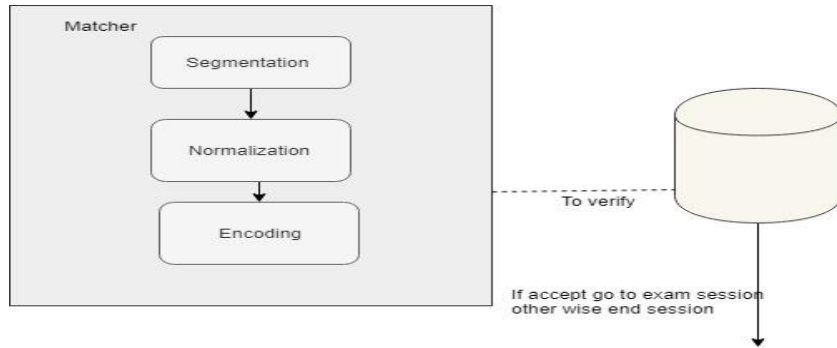 Matcher
Segmentation
Normalization
Encoding
To verify
If accept go to exam session
other wise end session